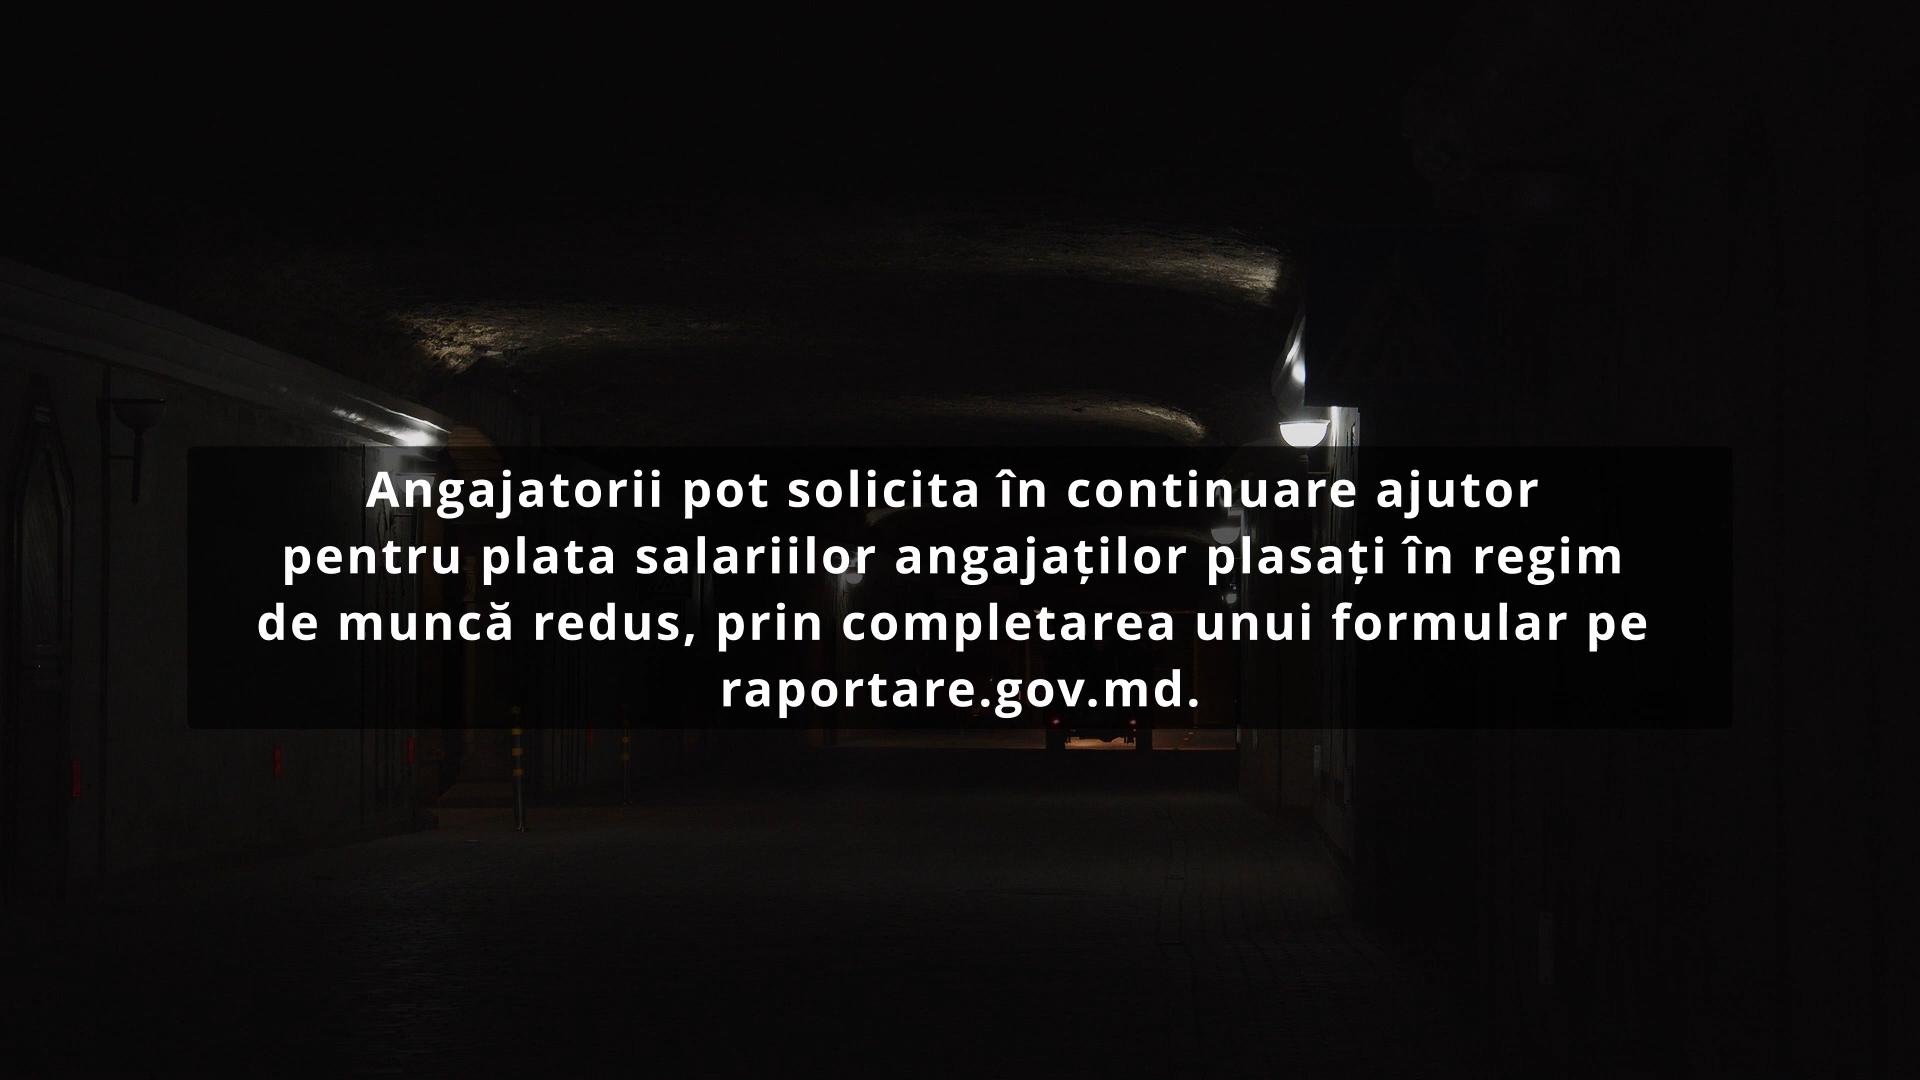 Angajatorii pot solicita în continuare ajutor
pentru plata salariilor angajaților plasați în regim
de muncă redus, prin completarea unui formular pe
raportare.gov.md.